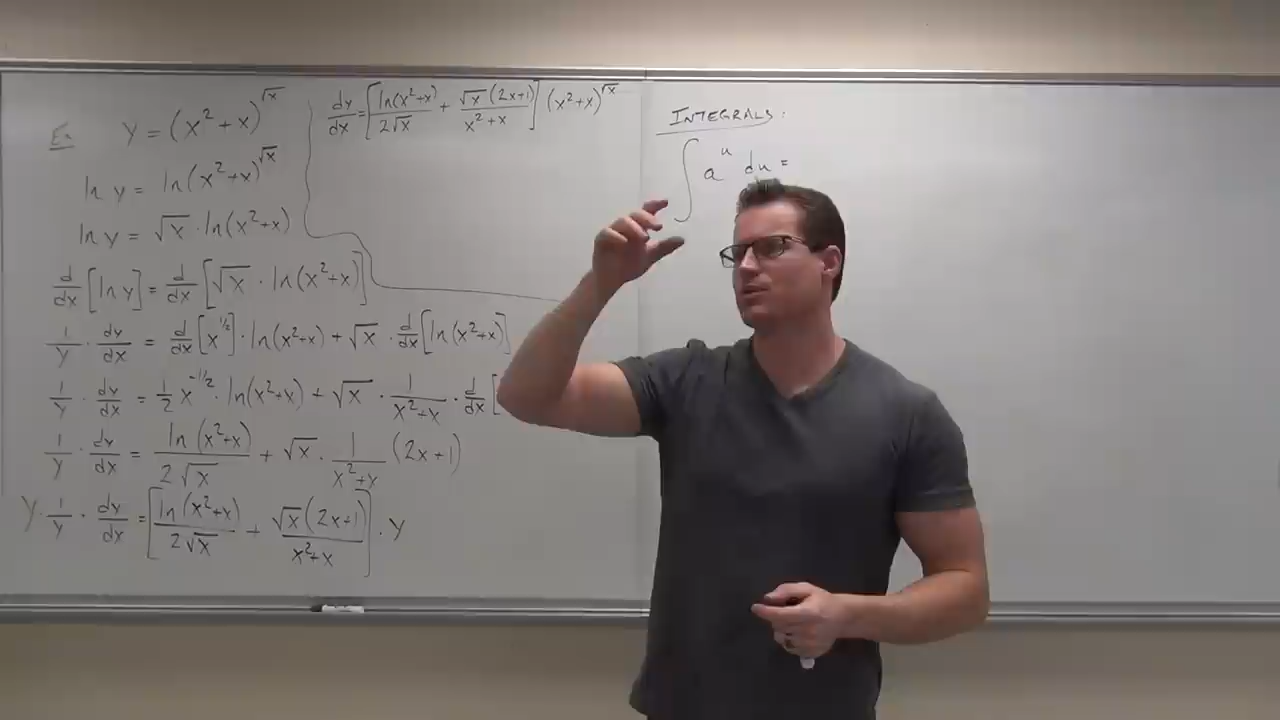 Ex y = (x²+x)^√x
ln y = ln(x²+x)^√x
ln y = √x · ln(x²+x)
d/dx [ln y] = d/dx [√x · ln(x²+x)]
1/y · dy/dx = d/dx [x^½] · ln(x²+x) + √x · d/dx [ln(x²+x)]
1/y · dy/dx = 1/2 x^-1/2 · ln(x²+x) + √x · 1/(x²+x) · d/dx [
1/y · dy/dx = ln(x²+x)/(2√x) + √x · 1/(x²+x) (2x+1)
y · 1/y · dy/dx = [ln(x²+x)/(2√x) + √x(2x+1)/(x²+x)] · y
dy/dx = [ln(x²+x)/(2√x) + √x(2x+1)/(x²+x)] (x²+x)^√x
INTEGRALS:
∫ a^u du =